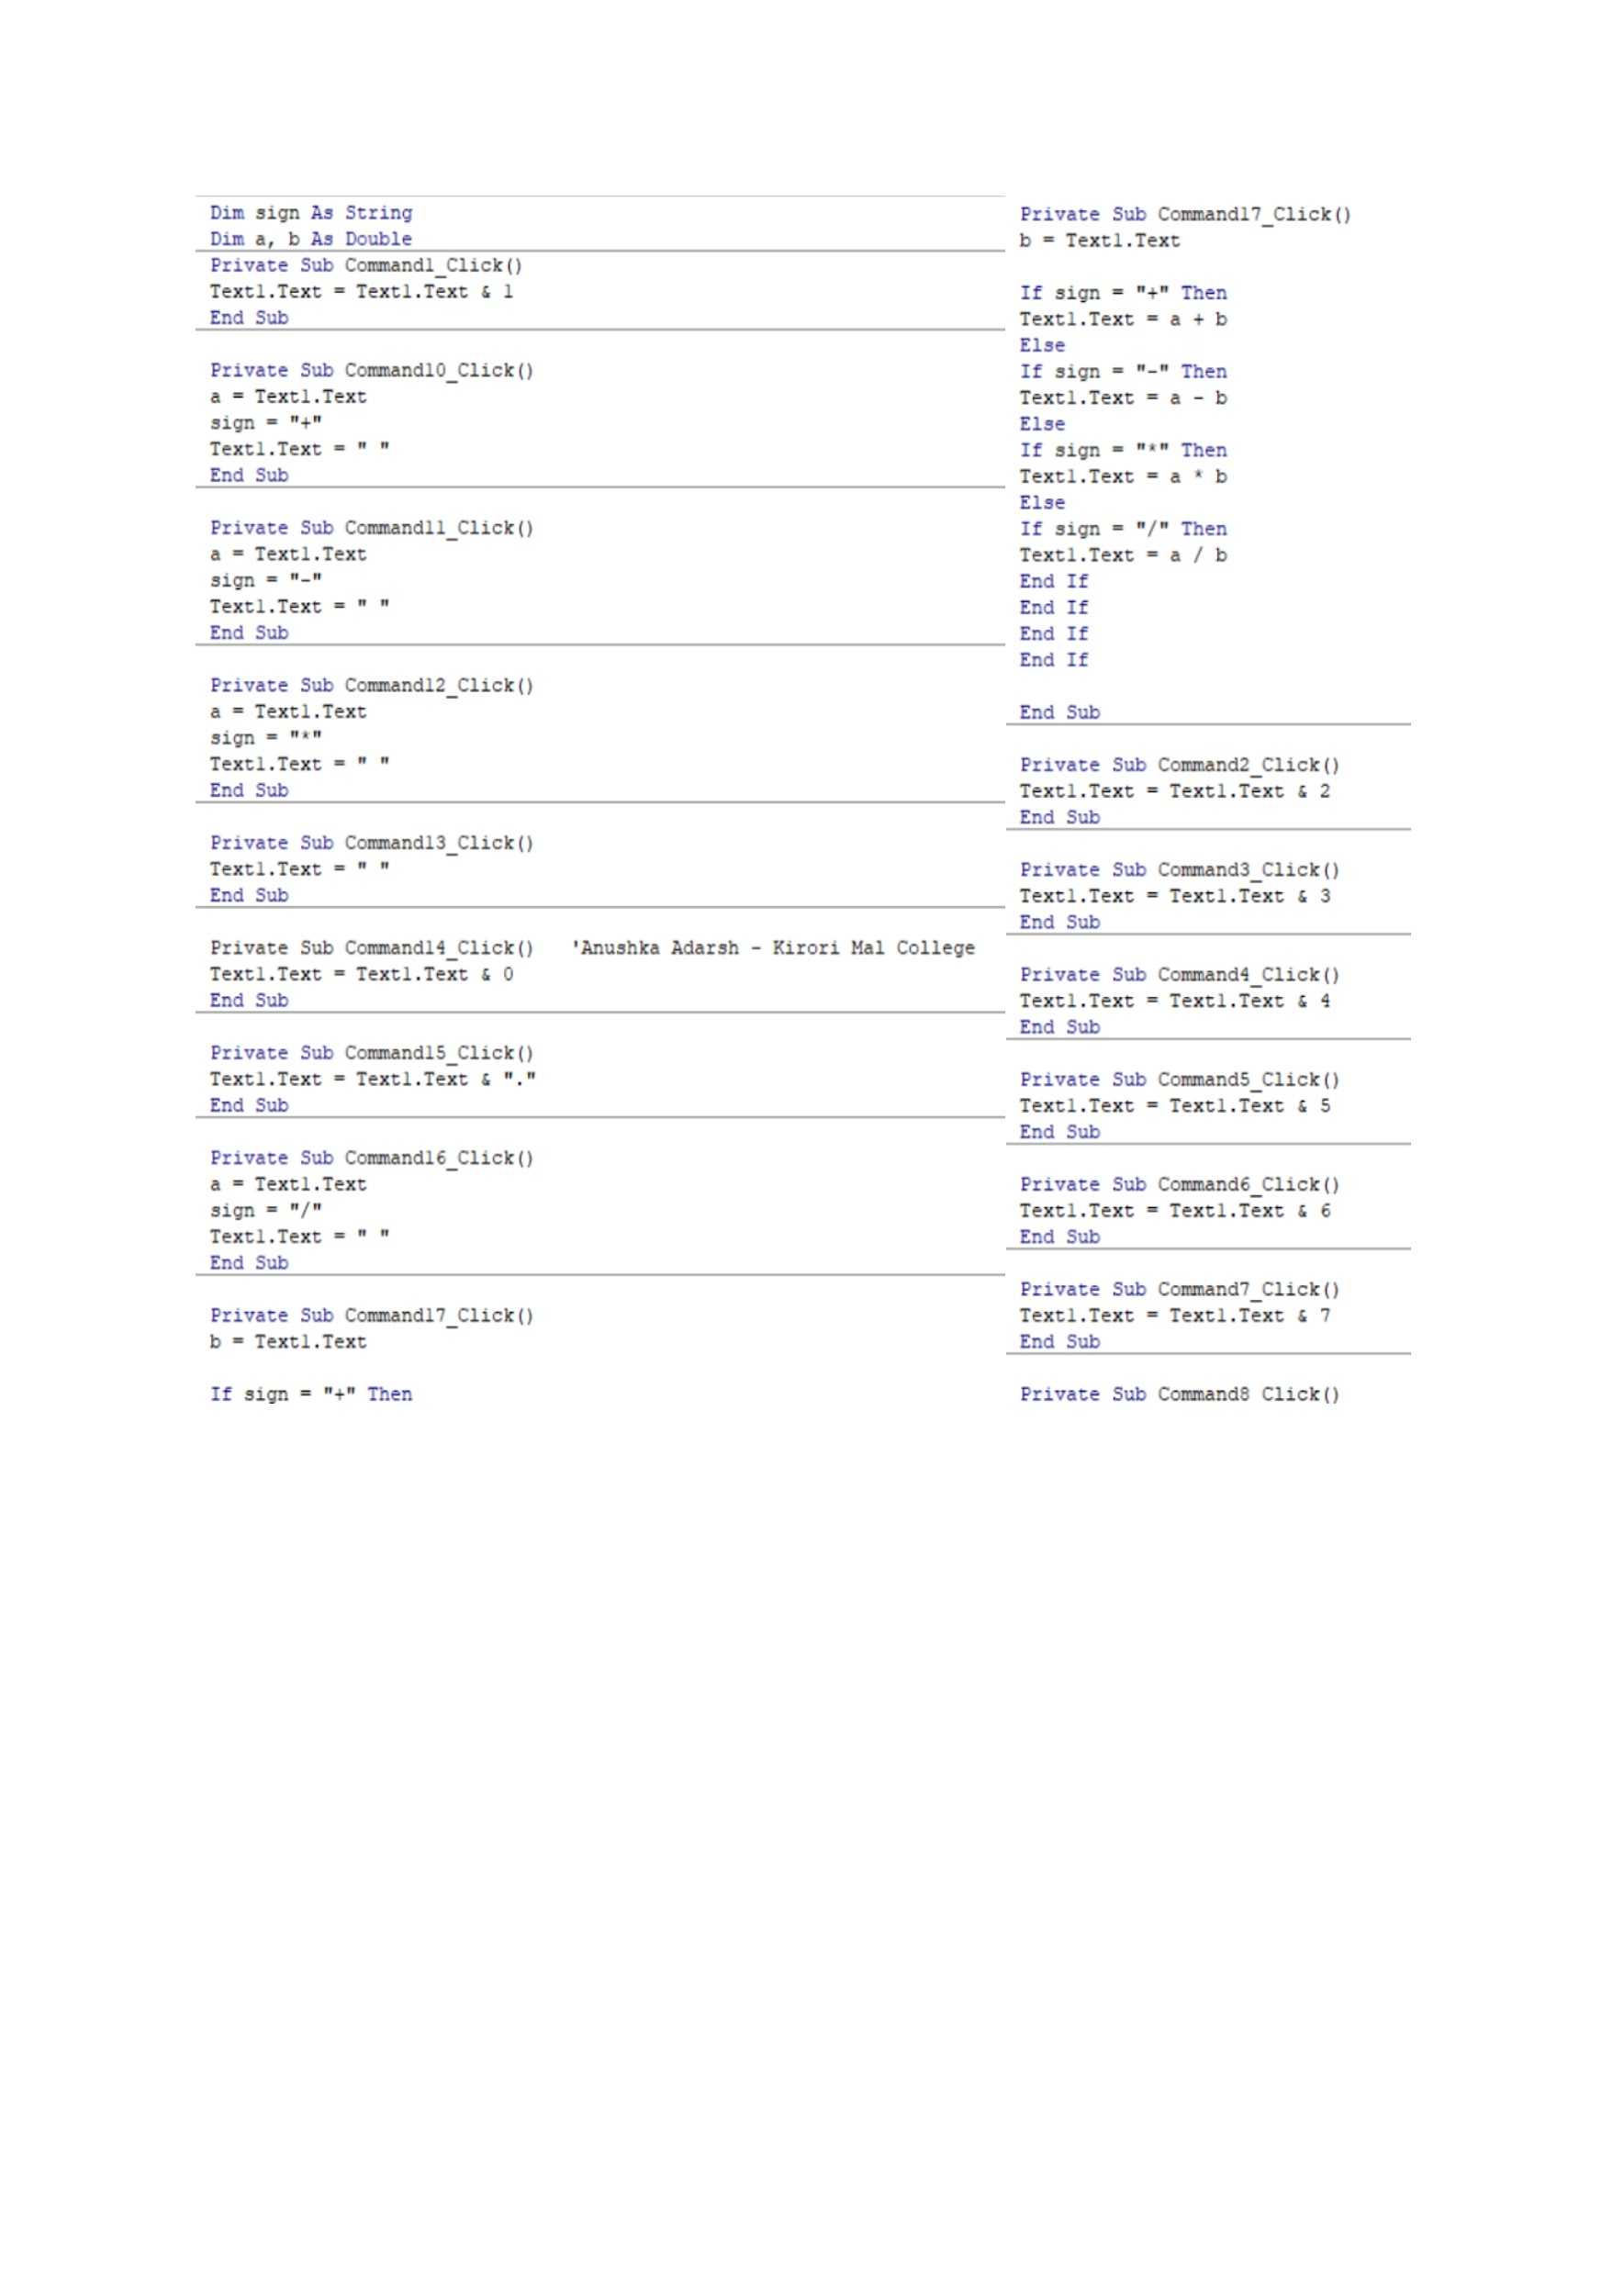 Dim sign As String
Dim a, b As Double
Private Sub Command1_Click()
Text1.Text = Text1.Text & 1
End Sub
Private Sub Command10_Click()
a = Text1.Text
sign = "+"
Text1.Text = " "
End Sub
Private Sub Command11_Click()
a = Text1.Text
sign = "-"
Text1.Text = " "
End Sub
Private Sub Command12_Click()
a = Text1.Text
sign = "*"
Text1.Text = " "
End Sub
Private Sub Command13_Click()
Text1.Text = " "
End Sub
Private Sub Command14_Click() 'Anushka Adarsh - Kirori Mal College
Text1.Text = Text1.Text & 0
End Sub
Private Sub Command15_Click()
Text1.Text = Text1.Text & "."
End Sub
Private Sub Command16_Click()
a = Text1.Text
sign = "/"
Text1.Text = " "
End Sub
Private Sub Command17_Click()
b = Text1.Text
If sign = "+" Then
Private Sub Command17_Click()
b = Text1.Text
If sign = "+" Then
Text1.Text = a + b
Else
If sign = "-" Then
Text1.Text = a - b
Else
If sign = "*" Then
Text1.Text = a * b
Else
If sign = "/" Then
Text1.Text = a / b
End If
End If
End If
End If
End Sub
Private Sub Command2_Click()
Text1.Text = Text1.Text & 2
End Sub
Private Sub Command3_Click()
Text1.Text = Text1.Text & 3
End Sub
Private Sub Command4_Click()
Text1.Text = Text1.Text & 4
End Sub
Private Sub Command5_Click()
Text1.Text = Text1.Text & 5
End Sub
Private Sub Command6_Click()
Text1.Text = Text1.Text & 6
End Sub
Private Sub Command7_Click()
Text1.Text = Text1.Text & 7
End Sub
Private Sub Command8 Click()